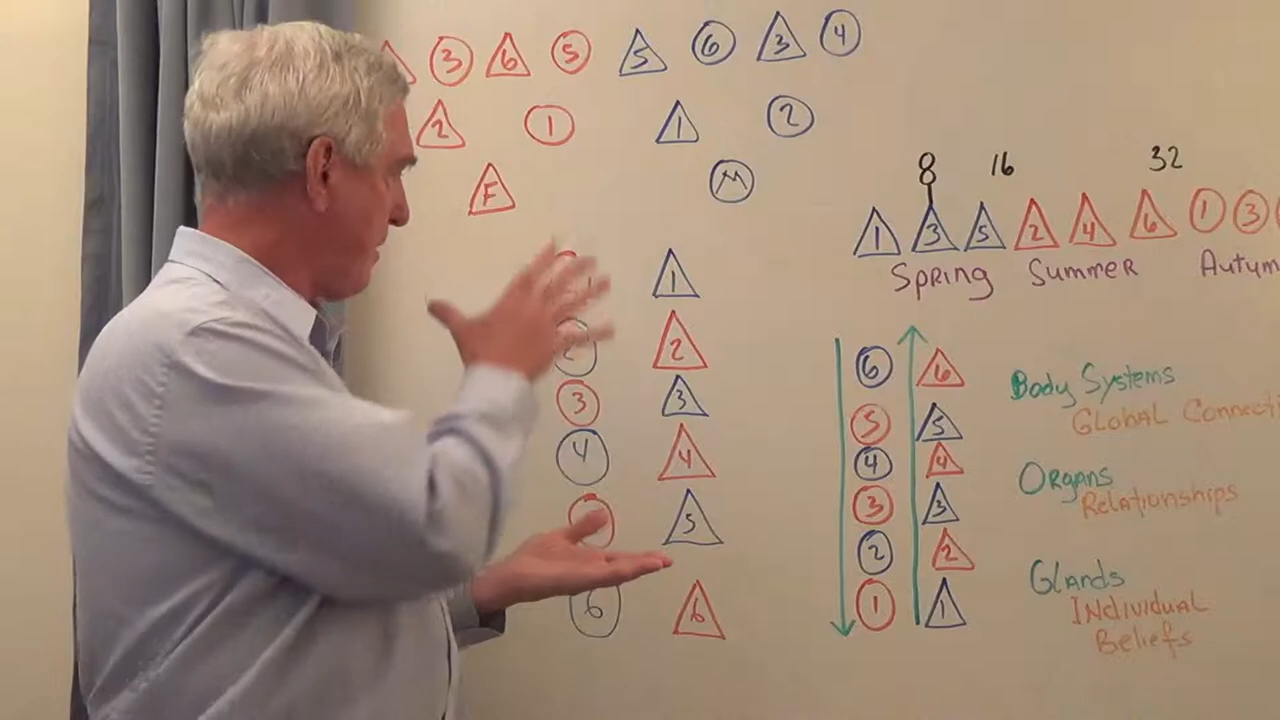 3 6 5 5 6 3 4
2 1 1 2
F M
8 16 32
1 3 5 2 4 6 1 3
Spring Summer Autum
1 1
2 2
3 3
4 4
5
6 6
6 6
5 5
4 4
3 3
2 2
1 1
Body Systems
Global Connecti
Organs
Relationships
Glands
Individual
Beliefs